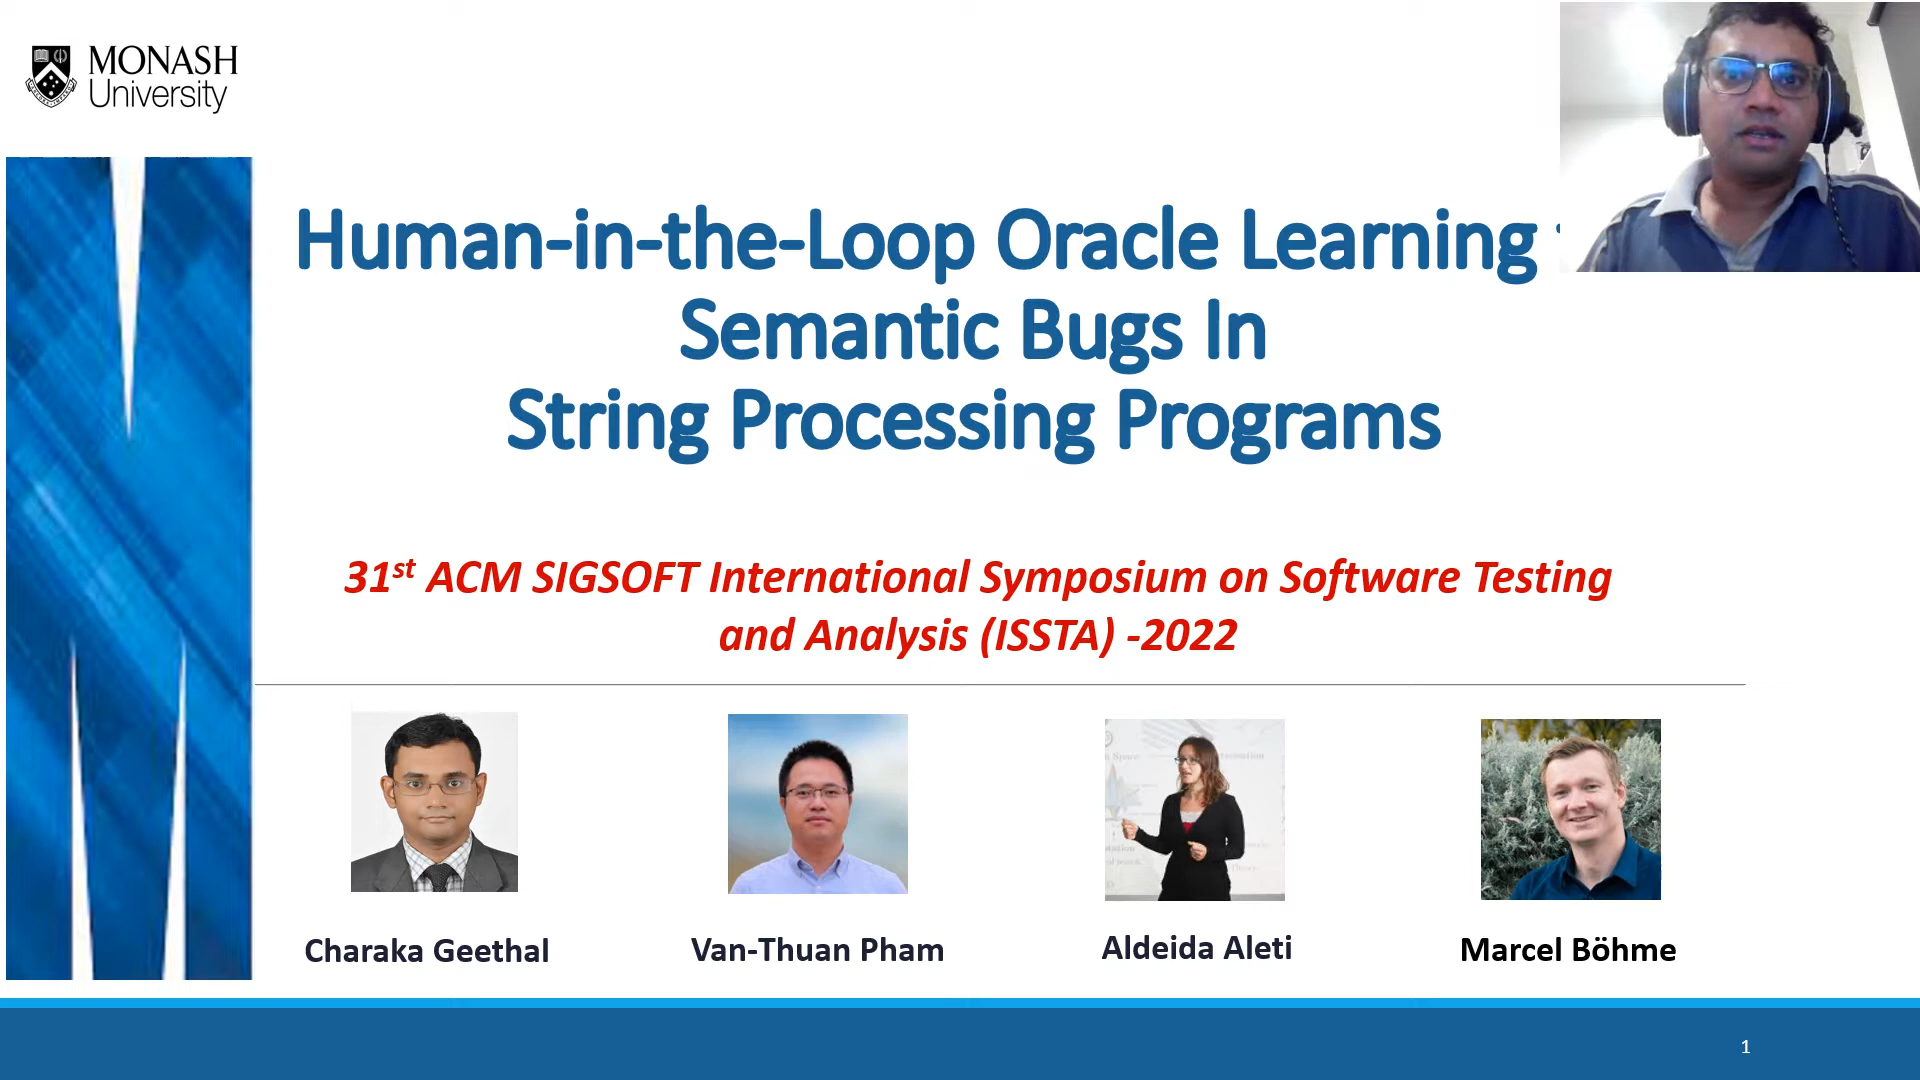 MONASH
University
Human-in-the-Loop Oracle Learning
Semantic Bugs In
String Processing Programs
31st ACM SIGSOFT International Symposium on Software Testing
and Analysis (ISSTA) -2022
Charaka Geethal
Van-Thuan Pham
Aldeida Aleti
Marcel Böhme
1